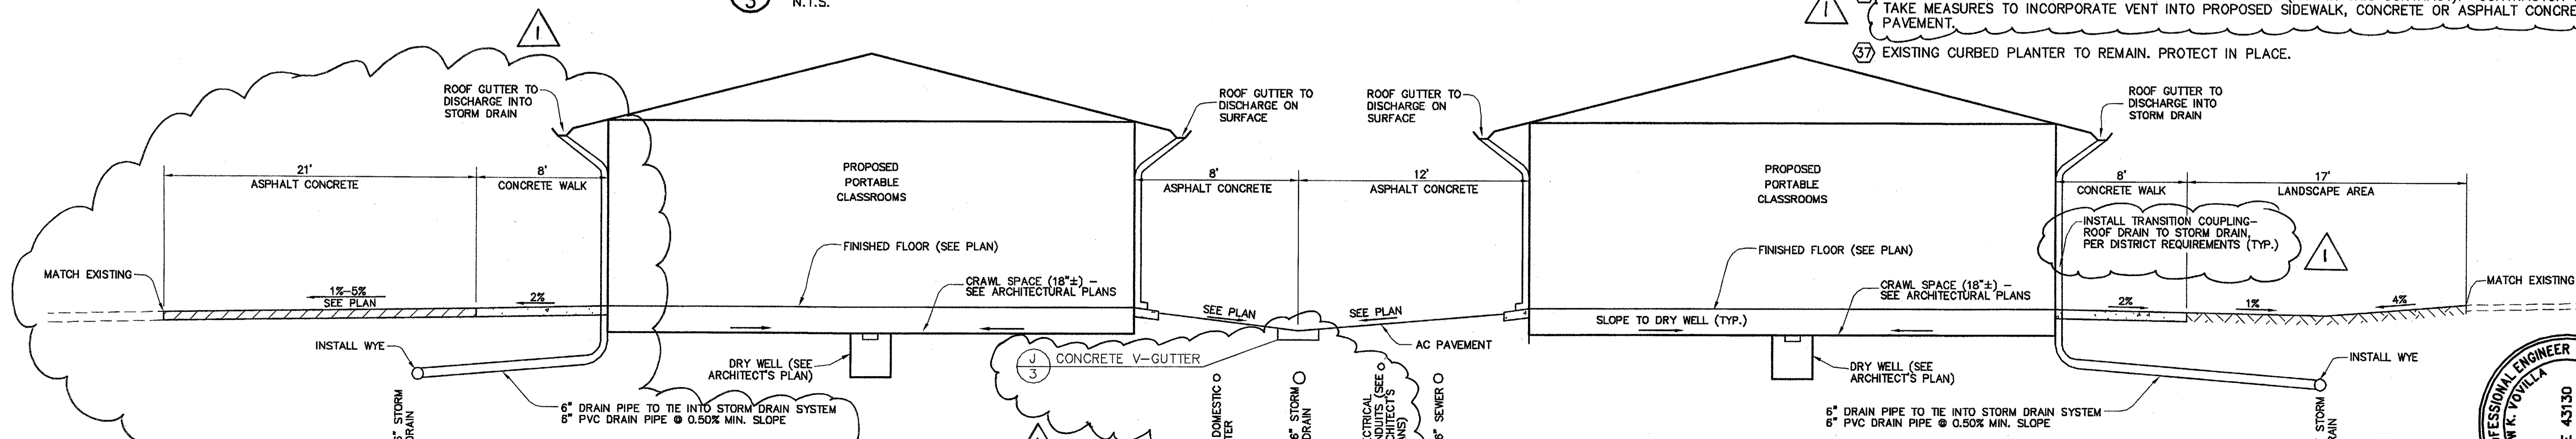 3
N.T.S.
1
1
TAKE MEASURES TO INCORPORATE VENT INTO PROPOSED SIDEWALK, CONCRETE OR ASPHALT CONCRE
PAVEMENT.
37 EXISTING CURBED PLANTER TO REMAIN. PROTECT IN PLACE.
ROOF GUTTER TO
DISCHARGE INTO
STORM DRAIN
ROOF GUTTER TO
DISCHARGE ON
SURFACE
ROOF GUTTER TO
DISCHARGE ON
SURFACE
ROOF GUTTER TO
DISCHARGE INTO
STORM DRAIN
21'
ASPHALT CONCRETE
8'
CONCRETE WALK
PROPOSED
PORTABLE
CLASSROOMS
8'
ASPHALT CONCRETE
12'
ASPHALT CONCRETE
PROPOSED
PORTABLE
CLASSROOMS
8'
CONCRETE WALK
17'
LANDSCAPE AREA
INSTALL TRANSITION COUPLING-
ROOF DRAIN TO STORM DRAIN,
PER DISTRICT REQUIREMENTS (TYP.)
1
MATCH EXISTING
1%-5%
SEE PLAN
2%
FINISHED FLOOR (SEE PLAN)
CRAWL SPACE (18"±) -
SEE ARCHITECTURAL PLANS
SEE PLAN
SEE PLAN
FINISHED FLOOR (SEE PLAN)
CRAWL SPACE (18"±) -
SEE ARCHITECTURAL PLANS
SLOPE TO DRY WELL (TYP.)
2%
1%
4%
MATCH EXISTING
INSTALL WYE
DRY WELL (SEE
ARCHITECT'S PLAN)
J
3
CONCRETE V-GUTTER
AC PAVEMENT
DRY WELL (SEE
ARCHITECT'S PLAN)
INSTALL WYE
6" DRAIN PIPE TO TIE INTO STORM DRAIN SYSTEM
6" PVC DRAIN PIPE @ 0.50% MIN. SLOPE
STORM
DOMESTIC
6" STORM
DRAIN
(SEE
6" SEWER
6" DRAIN PIPE TO TIE INTO STORM DRAIN SYSTEM
6" PVC DRAIN PIPE @ 0.50% MIN. SLOPE
STORM
ENGINEER
K. VOVILLA
43130